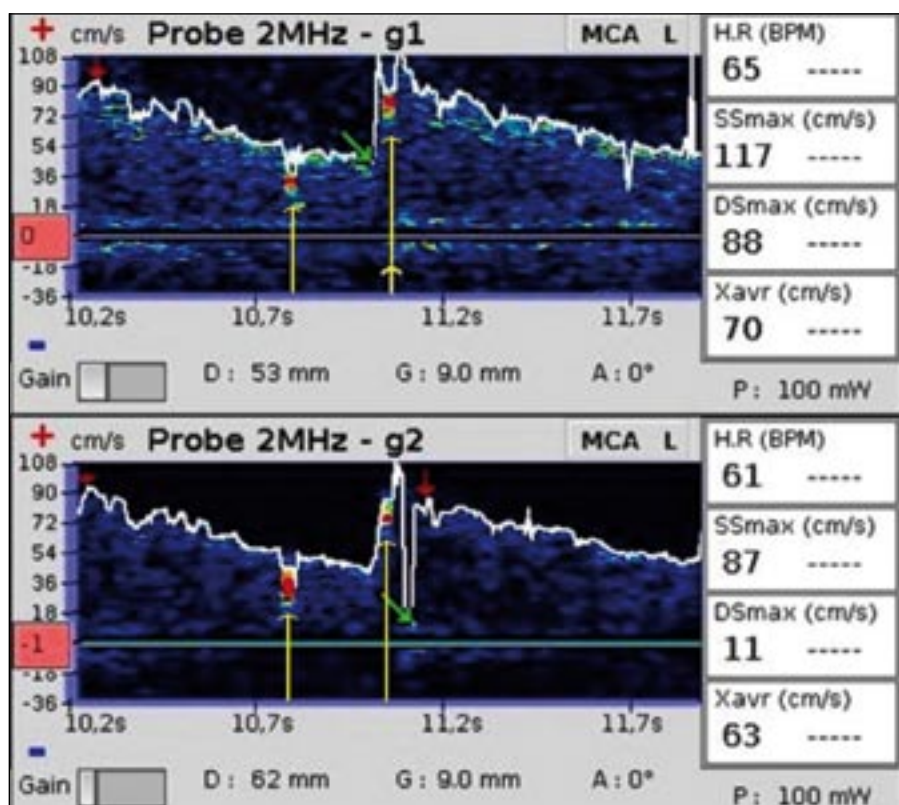 + cm/s Probe 2MHz - g1 MCA L
108
90
72
54
36
18
0
-18
-36
10,2s 10,7s 11,2s 11,7s
-
Gain D : 53 mm G : 9.0 mm A : 0°
H.R (BPM)
65 -----
SSmax (cm/s)
117 -----
DSmax (cm/s)
88 -----
Xavr (cm/s)
70 -----
P : 100 mW
+ cm/s Probe 2MHz - g2 MCA L
108
90
72
54
36
18
-1
-18
-36
10,2s 10,7s 11,2s 11,7s
-
Gain D : 62 mm G : 9.0 mm A : 0°
H.R (BPM)
61 -----
SSmax (cm/s)
87 -----
DSmax (cm/s)
11 -----
Xavr (cm/s)
63 -----
P : 100 mW